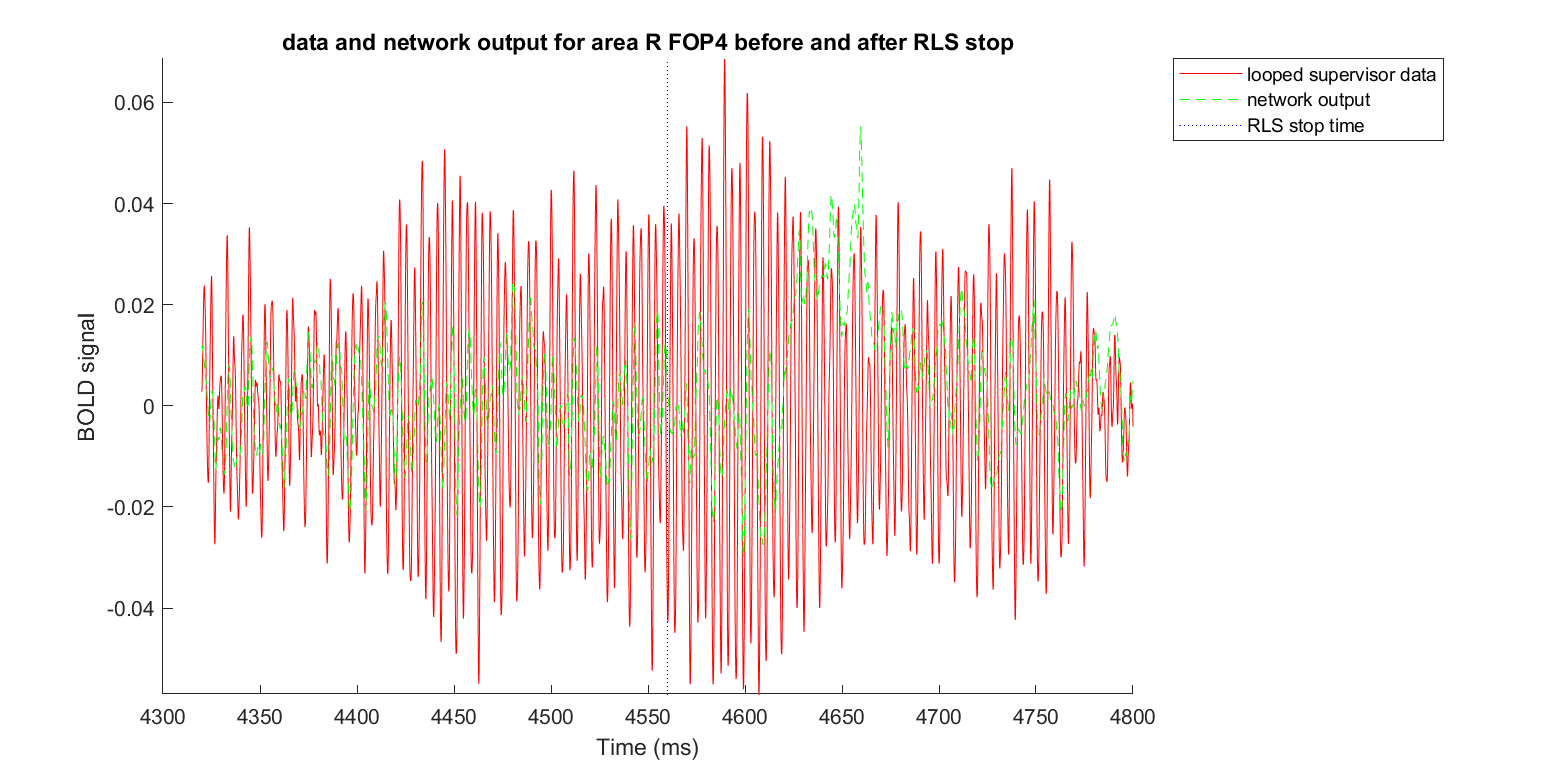 data and network output for area R FOP4 before and after RLS stop
looped supervisor data
network output
RLS stop time
BOLD signal
0.06
0.04
0.02
0
-0.02
-0.04
4300 4350 4400 4450 4500 4550 4600 4650 4700 4750 4800
Time (ms)